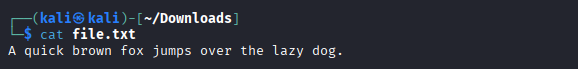 ┌──(kali㉿kali)-[~/Downloads]
└─$ cat file.txt
A quick brown fox jumps over the lazy dog.